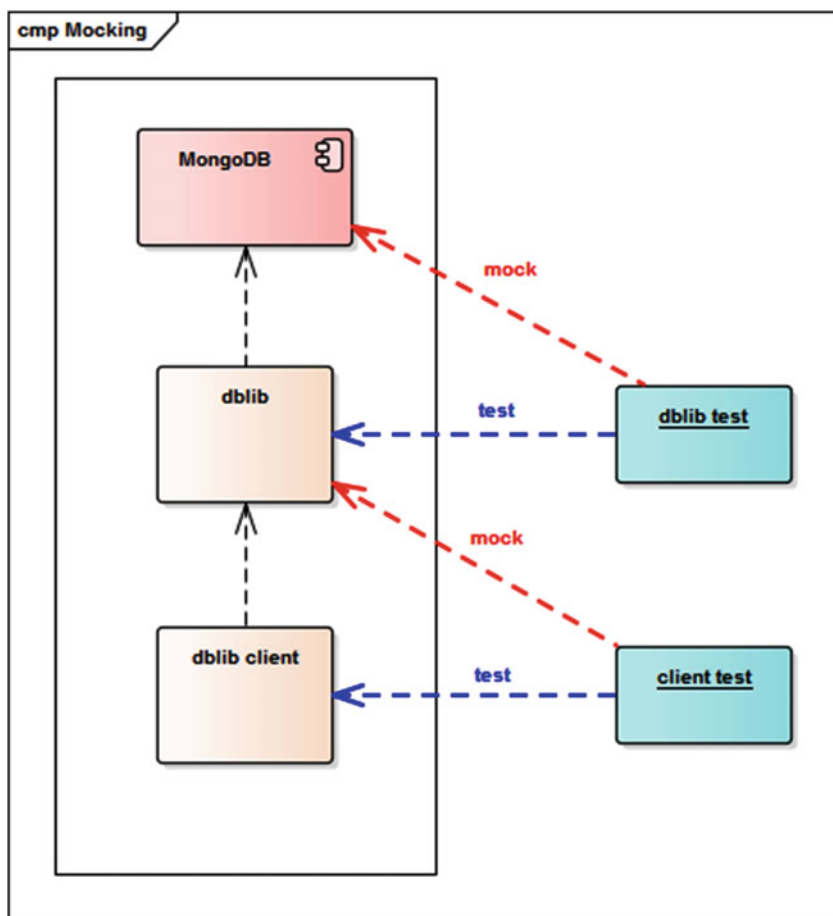 cmp Mocking
MongoDB
mock
dblib
test
dblib test
mock
dblib client
test
client test